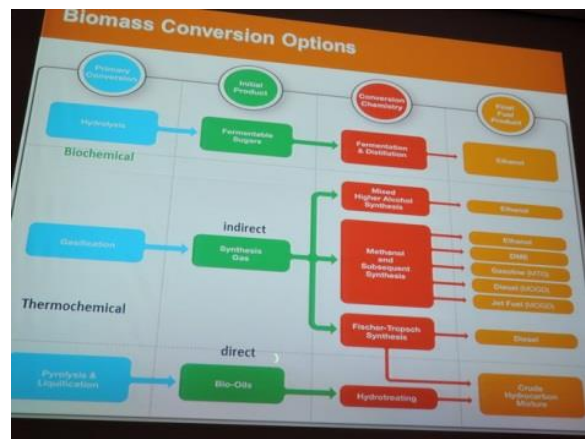 Biomass Conversion Options
Primary
Conversion
Initial
Product
Conversion
Chemistry
Final
Fuel
Product
Hydrolysis
Fermentable
Sugars
Fermentation
& Distillation
Ethanol
Biochemical
Mixed
Higher Alcohol
Synthesis
Ethanol
indirect
Gasification
Synthesis
Gas
Methanol
and
Subsequent
Synthesis
Ethanol
DME
Gasoline (MTG)
Diesel (MOGD)
Jet Fuel (MOGD)
Thermochemical
Fischer-Tropsch
Synthesis
Diesel
direct
Pyrolysis &
Liquification
Bio-Oils
Hydrotreating
Crude
Hydrocarbon
Mixture